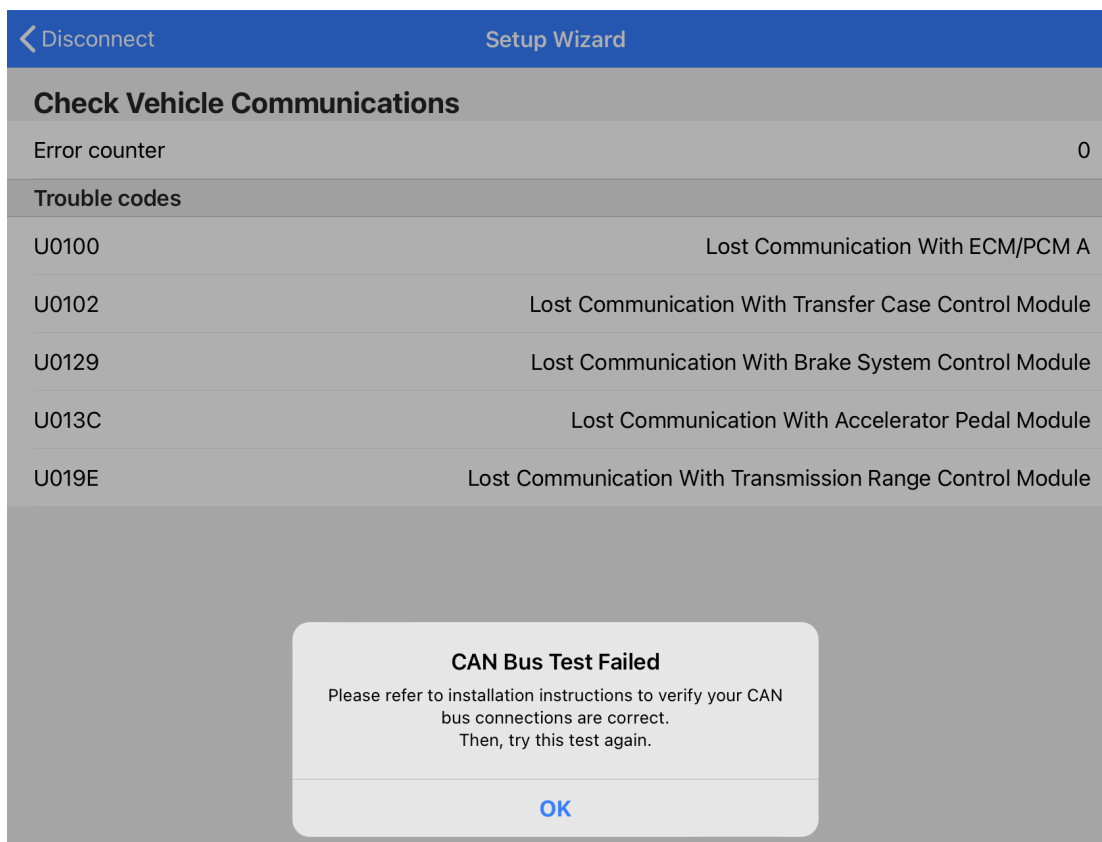 Disconnect Setup Wizard
Check Vehicle Communications
Error counter 0
Trouble codes
U0100 Lost Communication With ECM/PCM A
U0102 Lost Communication With Transfer Case Control Module
U0129 Lost Communication With Brake System Control Module
U013C Lost Communication With Accelerator Pedal Module
U019E Lost Communication With Transmission Range Control Module
CAN Bus Test Failed
Please refer to installation instructions to verify your CAN
bus connections are correct.
Then, try this test again.
OK